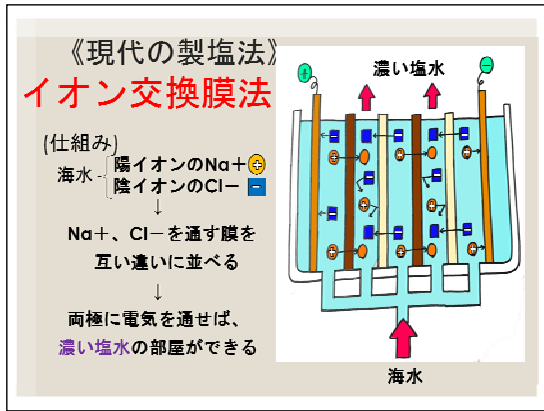 《現代の製塩法》
イオン交換膜法
(仕組み)
海水
陽イオンのNa＋ +
陰イオンのCl－ －
↓
Na＋、Cl－を通す膜を
互い違いに並べる
↓
両極に電気を通せば、
濃い塩水の部屋ができる
濃い塩水
+
－
海水